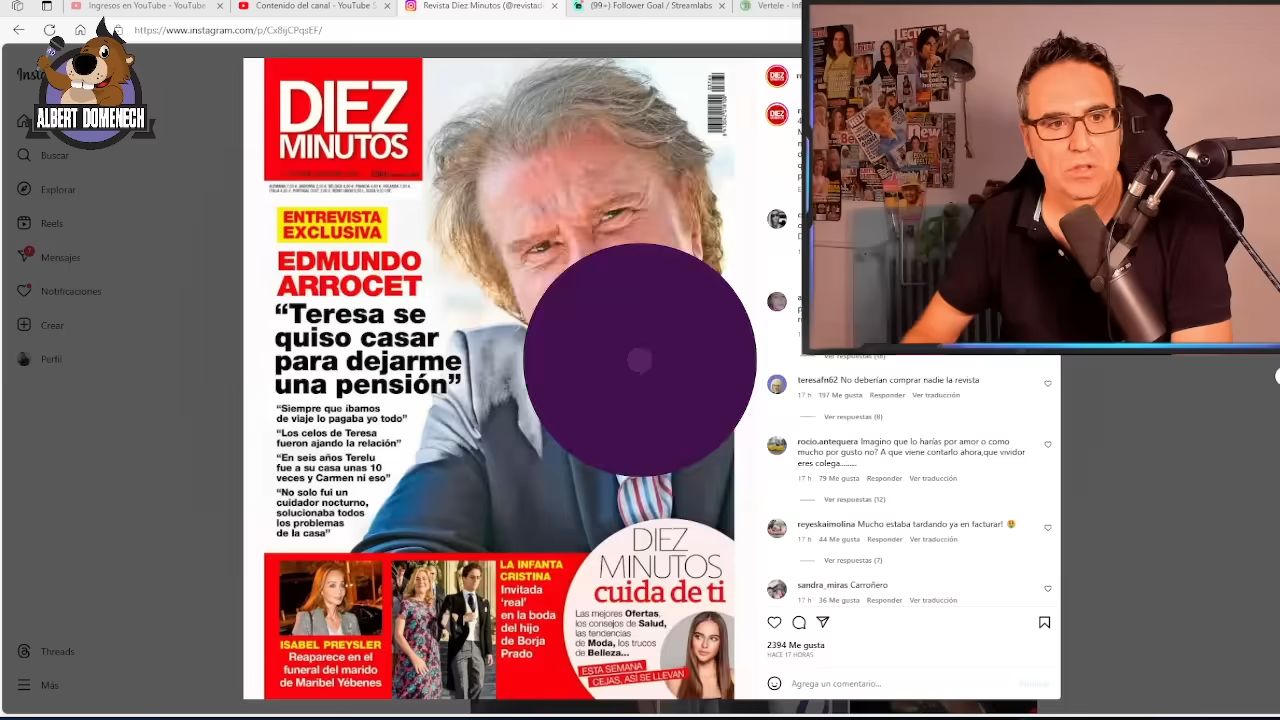 Ingresos en YouTube - YouTube
Contenido del canal - YouTube S
Revista Diez Minutos (@revistadi
(99+) Follower Goal / Streamlabs
Vertele - Inf
https://www.instagram.com/p/Cx8ijCPqsEF/
ALBERT DOMENECH
Buscar
Explorar
Reels
Mensajes
Notificaciones
Crear
Perfil
Threads
Más
DIEZ
MINUTOS
ENTREVISTA
EXCLUSIVA
EDMUNDO
ARROCET
“Teresa se
quiso casar
para dejarme
una pensión”
“Siempre que íbamos
de viaje lo pagaba yo todo”
“Los celos de Teresa
fueron ajando la relación”
“En seis años Terelu
fue a su casa unas 10
veces y Carmen ni eso”
“No solo fui un
cuidador nocturno,
solucionaba todos
los problemas
de la casa”
ISABEL PREYSLER
Reaparece en el
funeral del marido
de Maribel Yébenes
LA INFANTA
CRISTINA
Invitada
‘real’
en la boda
del hijo
de Borja
Prado
DIEZ
MINUTOS
cuida de ti
Las mejores Ofertas,
los consejos de Salud,
las tendencias
de Moda, los trucos
de Belleza...
ESTA SEMANA
CEJAS, ASÍ SE LLEVAN
DIEZ
DIEZ
LECTURAS
new
Ver respuestas (18)
teresafn62 No deberían comprar nadie la revista
17 h 197 Me gusta Responder Ver traducción
Ver respuestas (8)
rocio.antequera Imagino que lo harías por amor o como
mucho por gusto no? A que viene contarlo ahora,que vividor
eres colega.........
17 h 79 Me gusta Responder Ver traducción
Ver respuestas (12)
reyeskaimolina Mucho estaba tardando ya en facturar!
17 h 44 Me gusta Responder Ver traducción
Ver respuestas (7)
sandra_miras Carroñero
17 h 36 Me gusta Responder Ver traducción
2394 Me gusta
HACE 17 HORAS
Agrega un comentario...
Publicar